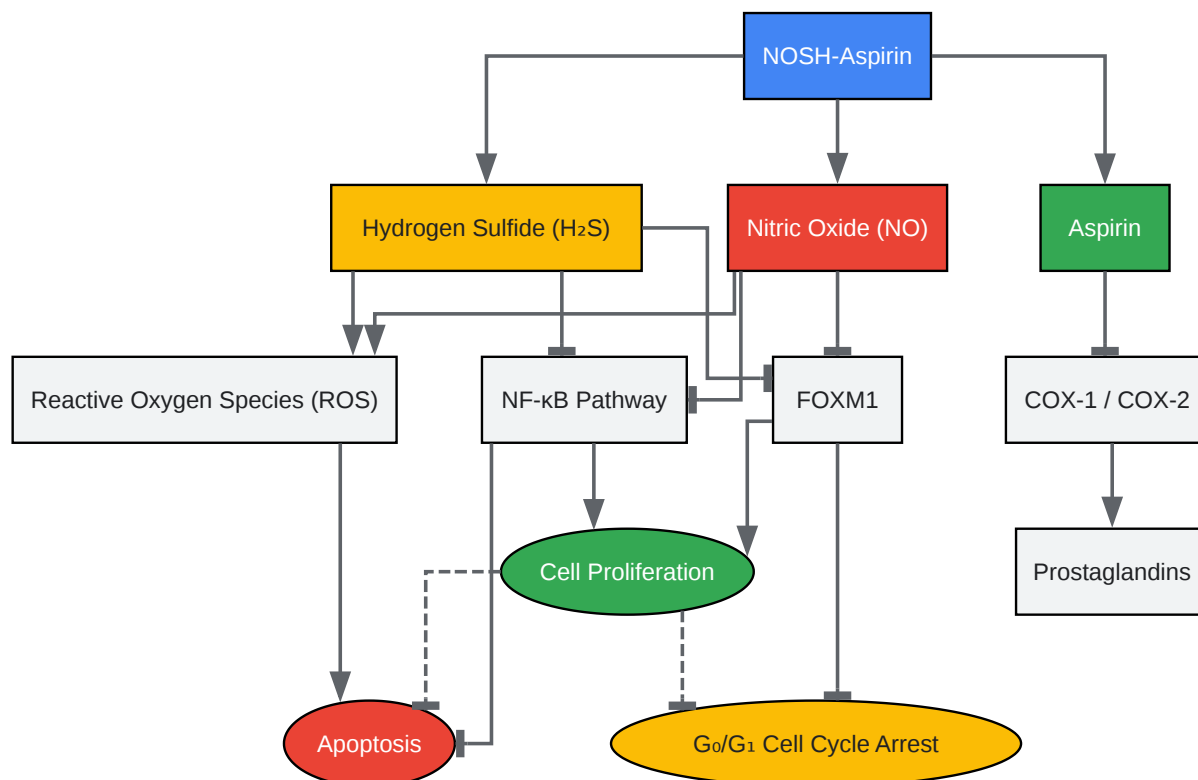 NOSH-Aspirin
Hydrogen Sulfide (H₂S)
Nitric Oxide (NO)
Aspirin
Reactive Oxygen Species (ROS)
NF-κB Pathway
FOXM1
COX-1 / COX-2
Cell Proliferation
Prostaglandins
Apoptosis
G₀/G₁ Cell Cycle Arrest